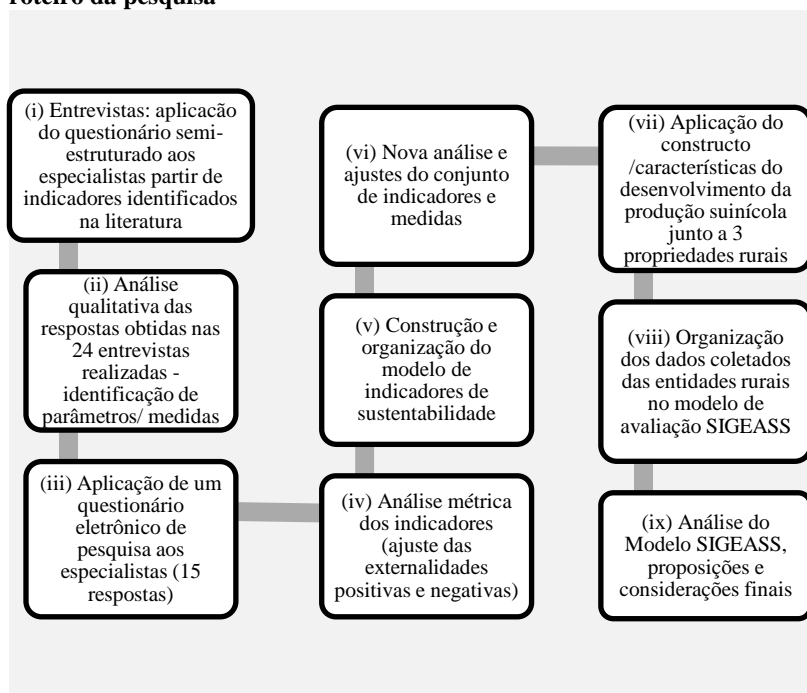 roteiro da pesquisa
(i) Entrevistas: aplicacão
do questionário semi-
estruturado aos
especialistas partir de
indicadores identificados
na literatura
(ii) Análise
qualitativa das
respostas obtidas nas
24 entrevistas
realizadas -
identificação de
parâmetros/ medidas
(iii) Aplicação de um
questionário
eletrônico de
pesquisa aos
especialistas (15
respostas)
(iv) Análise métrica
dos indicadores
(ajuste das
externalidades
positivas e negativas)
(v) Construção e
organização do
modelo de
indicadores de
sustentabilidade
(vi) Nova análise e
ajustes do conjunto
de indicadores e
medidas
(vii) Aplicação do
constructo
/características do
desenvolvimento da
produção suinícola
junto a 3
propriedades rurais
(viii) Organização
dos dados coletados
das entidades rurais
no modelo de
avaliação SIGEASS
(ix) Análise do
Modelo SIGEASS,
proposições e
considerações finais